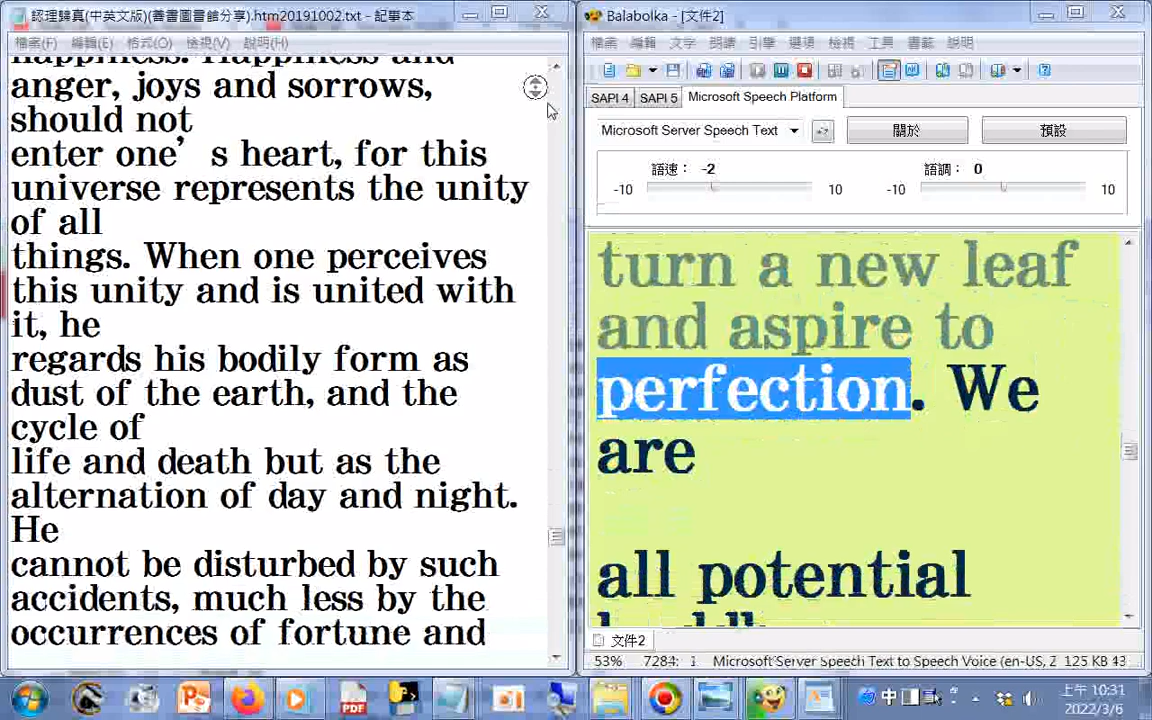 認理歸真(中英文版)(善書圖書館分享).htm20191002.txt - 記事本
檔案(F) 編輯(E) 格式(O) 檢視(V) 說明(H)
happiness. Happiness and
anger, joys and sorrows,
should not
enter one’s heart, for this
universe represents the unity
of all
things. When one perceives
this unity and is united with
it, he
regards his bodily form as
dust of the earth, and the
cycle of
life and death but as the
alternation of day and night.
He
cannot be disturbed by such
accidents, much less by the
occurrences of fortune and
Balabolka - [文件2]
檔案 編輯 文字 朗讀 引擎 選項 檢視 工具 書籤 說明
SAPI 4 SAPI 5 Microsoft Speech Platform
Microsoft Server Speech Text 關於 預設
語速： -2 語調： 0
-10 10 -10 10
turn a new leaf
and aspire to
perfection. We
are
all potential
文件2
53% 7284: 1 Microsoft Server Speech Text to Speech Voice (en-US, Z 125 KB 43
PDF 中 上午 10:31
2022/3/6